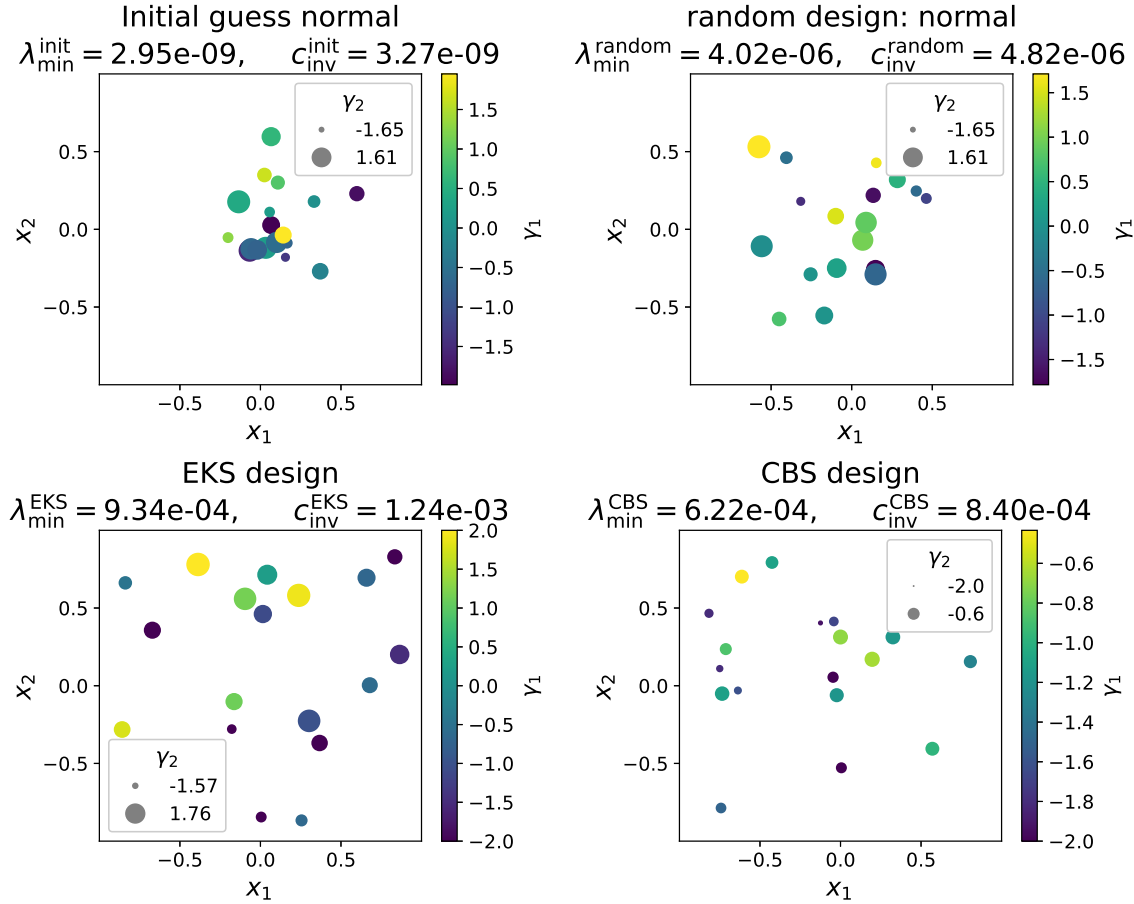 Initial guess normal
λ_min^init = 2.95e-09, c_inv^init = 3.27e-09
γ₂
-1.65
1.61
0.5
0.0
−0.5
x₂
−0.5
0.0
0.5
x₁
1.5
1.0
0.5
0.0
−0.5
−1.0
−1.5
γ₁
random design: normal
λ_min^random = 4.02e-06, c_inv^random = 4.82e-06
γ₂
-1.65
1.61
0.5
0.0
−0.5
x₂
−0.5
0.0
0.5
x₁
1.5
1.0
0.5
0.0
−0.5
−1.0
−1.5
γ₁
EKS design
λ_min^EKS = 9.34e-04, c_inv^EKS = 1.24e-03
0.5
0.0
−0.5
x₂
γ₂
-1.57
1.76
−0.5
0.0
0.5
x₁
2.0
1.5
1.0
0.5
0.0
−0.5
−1.0
−1.5
−2.0
γ₁
CBS design
λ_min^CBS = 6.22e-04, c_inv^CBS = 8.40e-04
γ₂
-2.0
-0.6
0.5
0.0
−0.5
x₂
−0.5
0.0
0.5
x₁
−0.6
−0.8
−1.0
−1.2
−1.4
−1.6
−1.8
−2.0
γ₁